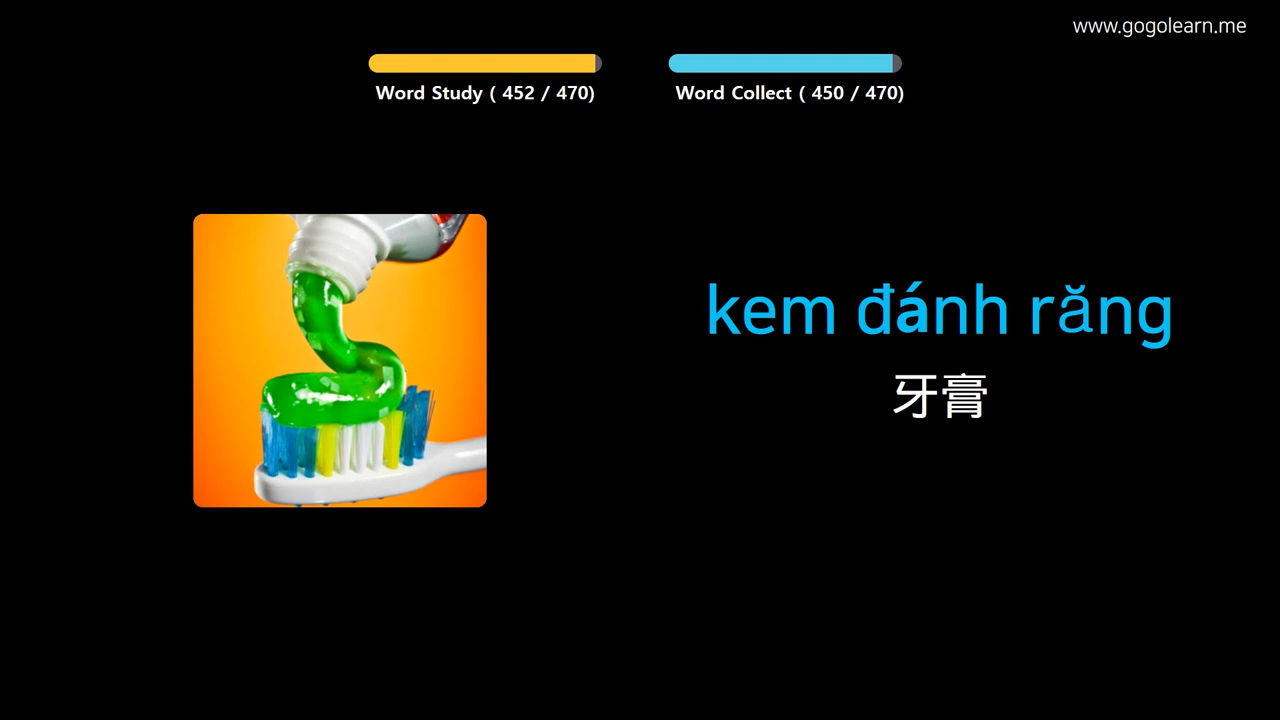 www.gogolearn.me
Word Study ( 452 / 470)
Word Collect ( 450 / 470)
kem đánh răng
牙膏